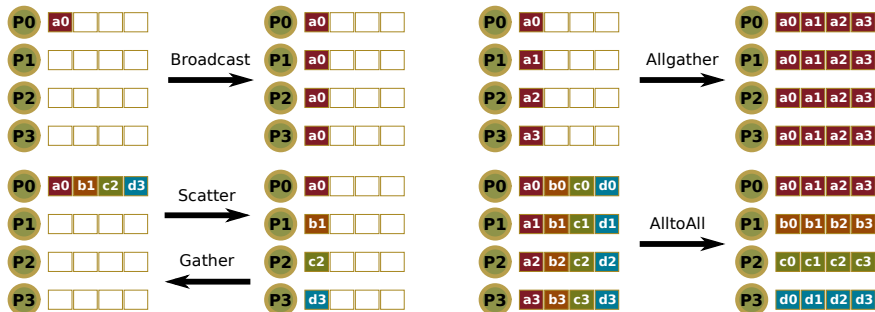 P0 a0 P0 a0 P0 a0 P0 a0 a1 a2 a3
Broadcast Allgather
P1 P1 a0 P1 a1 P1 a0 a1 a2 a3
P2 P2 a0 P2 a2 P2 a0 a1 a2 a3
P3 P3 a0 P3 a3 P3 a0 a1 a2 a3
P0 a0 b1 c2 d3 P0 a0 P0 a0 b0 c0 d0 P0 a0 a1 a2 a3
Scatter
P1 P1 b1 P1 a1 b1 c1 d1 P1 b0 b1 b2 b3
AlltoAll
Gather
P2 P2 c2 P2 a2 b2 c2 d2 P2 c0 c1 c2 c3
P3 P3 d3 P3 a3 b3 c3 d3 P3 d0 d1 d2 d3